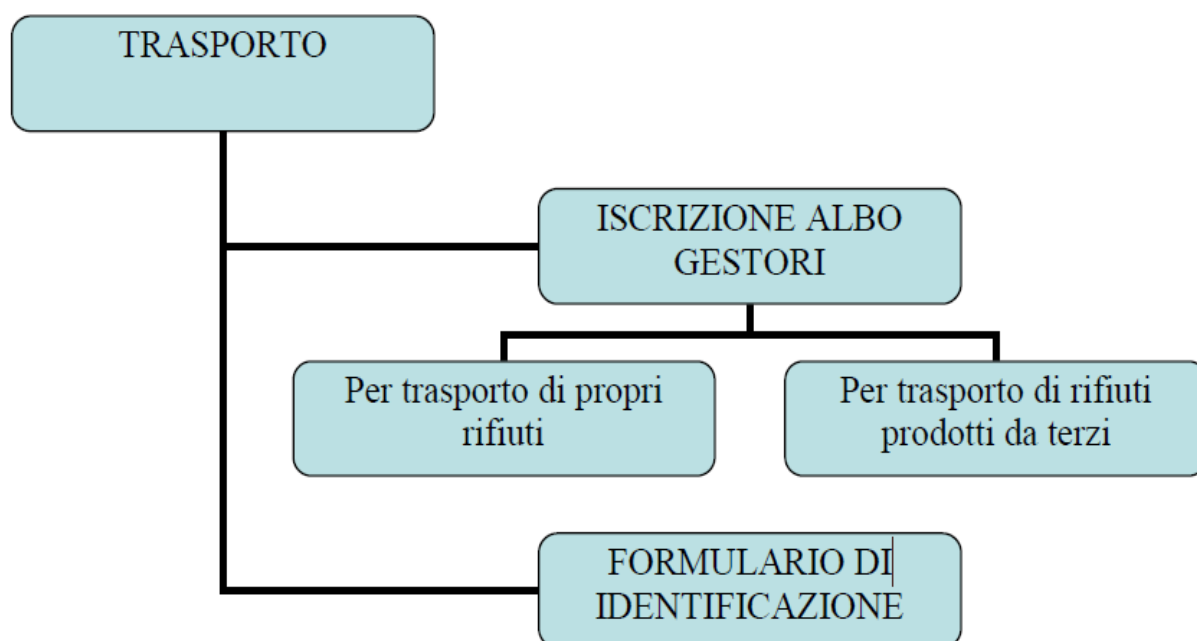 TRASPORTO
ISCRIZIONE ALBO
GESTORI
Per trasporto di propri
rifiuti
Per trasporto di rifiuti
prodotti da terzi
FORMULARIO DI
IDENTIFICAZIONE